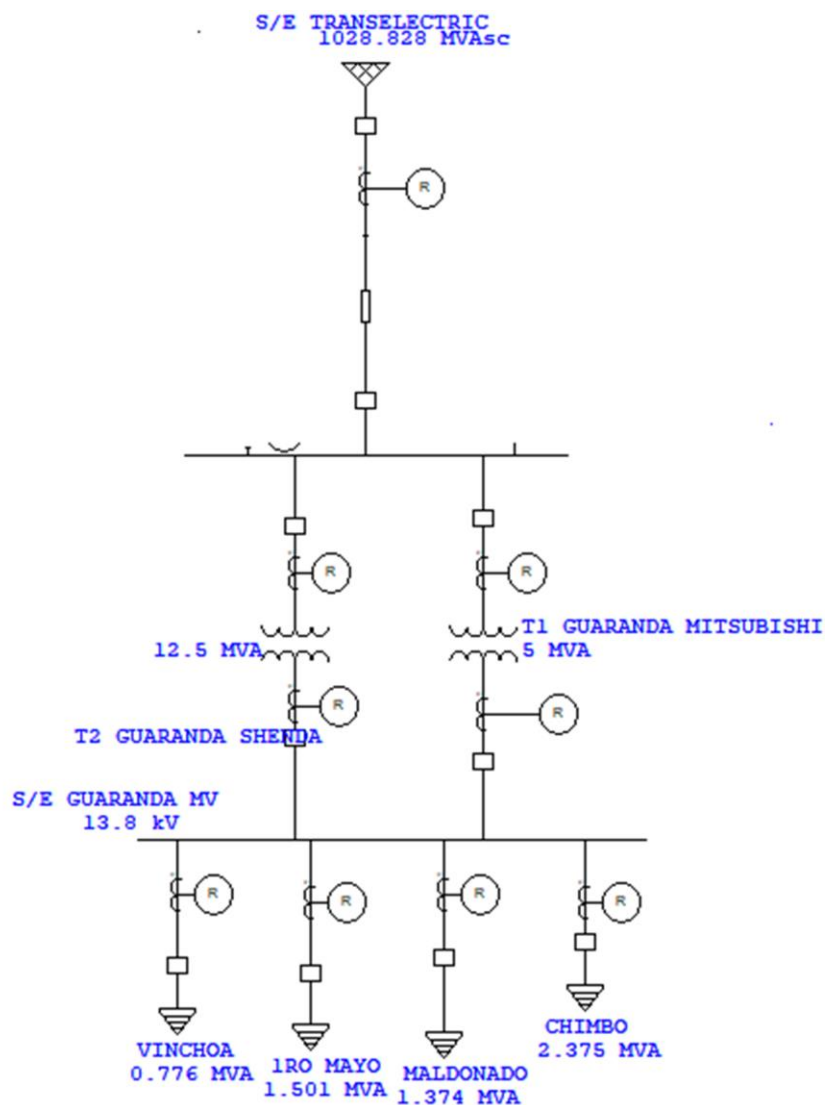 S/E TRANSELECTRIC
1028.828 MVAsc
R
R
R
T1 GUARANDA MITSUBISHI
12.5 MVA
5 MVA
R
R
T2 GUARANDA SHENDA
S/E GUARANDA MV
13.8 kV
R
R
R
R
CHIMBO
2.375 MVA
VINCHOA
0.776 MVA
1RO MAYO
1.501 MVA
MALDONADO
1.374 MVA